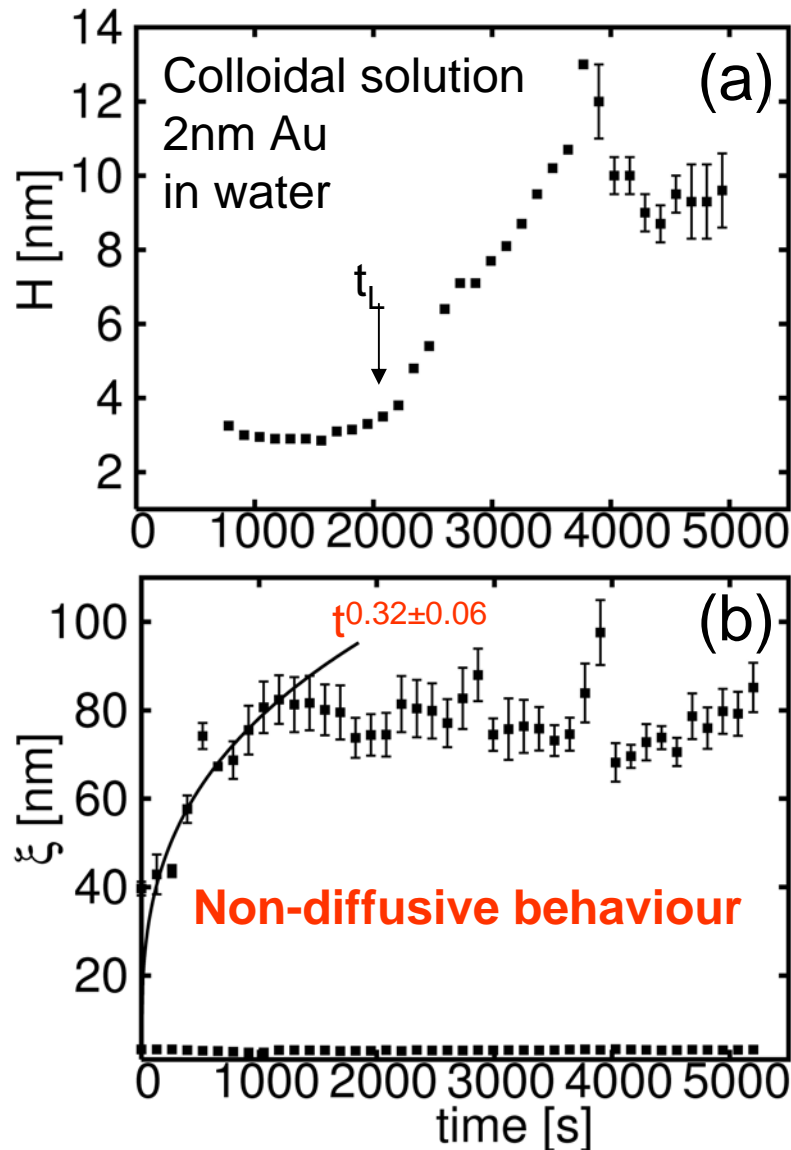 14
12
10
8
6
4
2
H [nm]
Colloidal solution
2nm Au
in water
(a)
t_L
0 1000 2000 3000 4000 5000
100
80
60
40
20
ξ [nm]
t^0.32±0.06
(b)
Non-diffusive behaviour
0 1000 2000 3000 4000 5000
time [s]